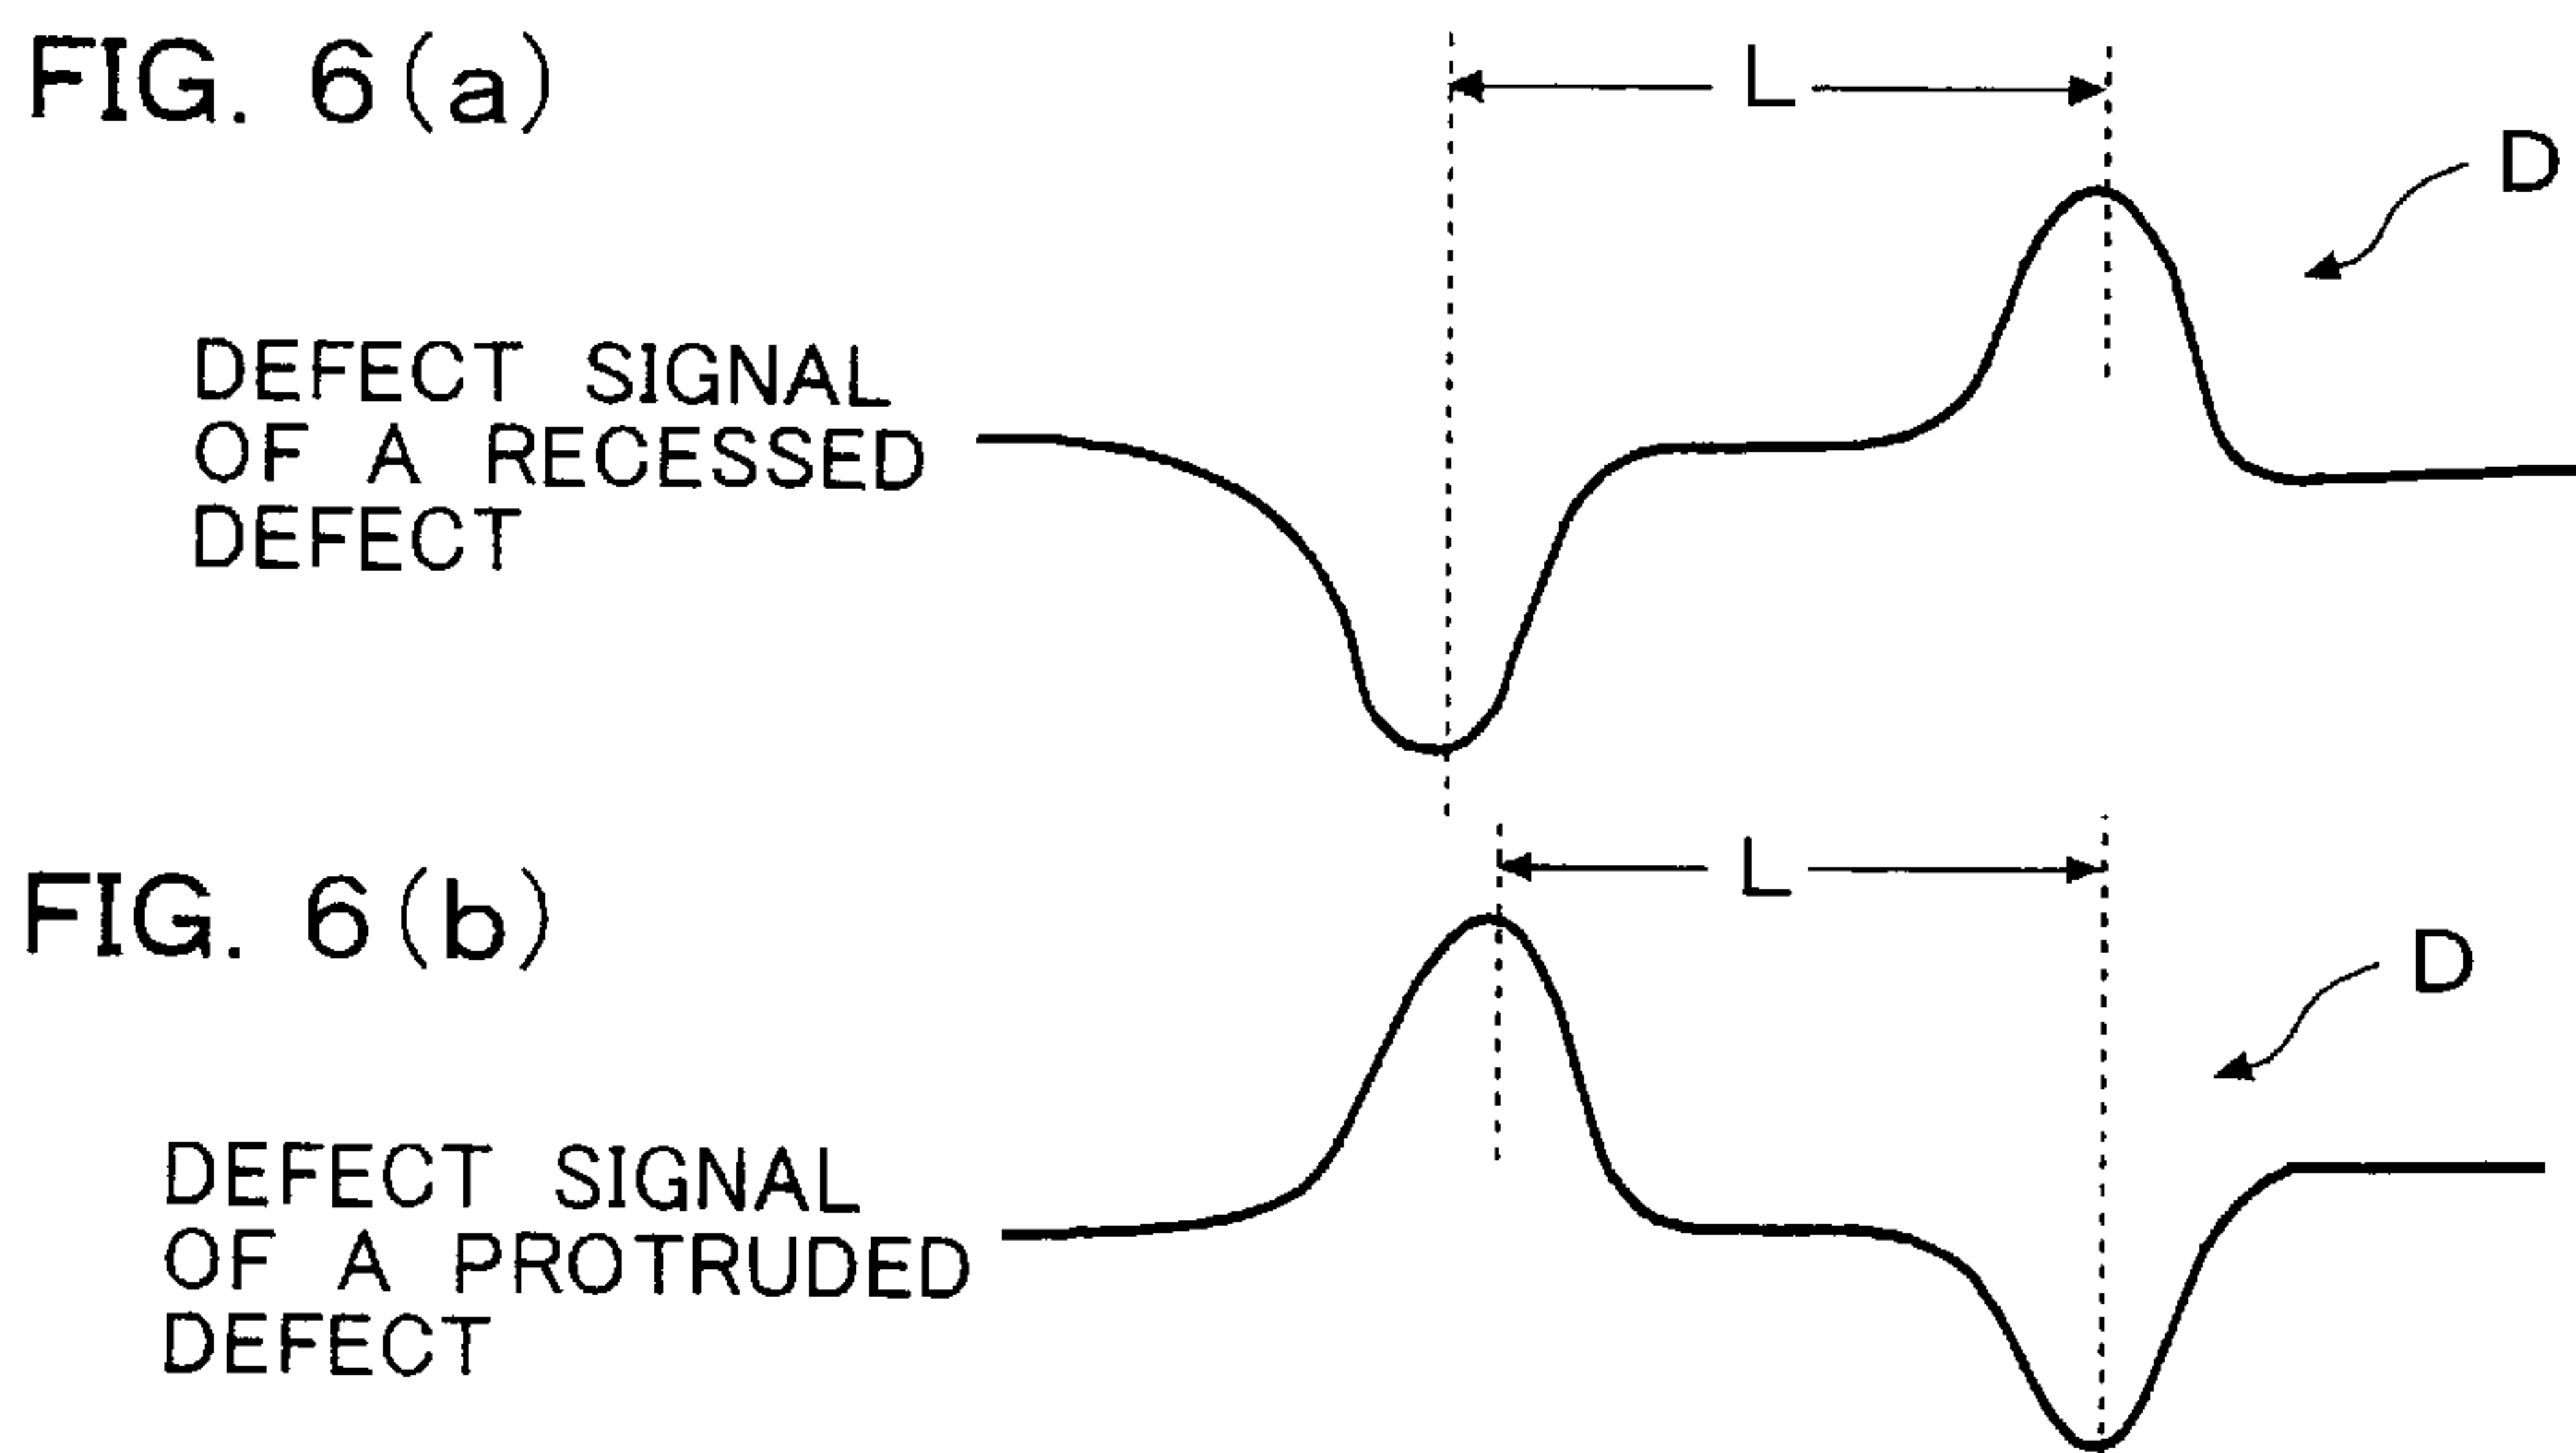 FIG. 6(a)
L
D
DEFECT SIGNAL
OF A RECESSED
DEFECT
FIG. 6(b)
L
D
DEFECT SIGNAL
OF A PROTRUDED
DEFECT